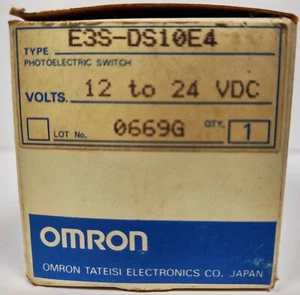 E3S-DS10E4
TYPE
PHOTOELECTRIC SWITCH
VOLTS. 12 to 24 VDC
LOT No. 0669G QTY. 1
OMRON
OMRON TATEISI ELECTRONICS CO. JAPAN